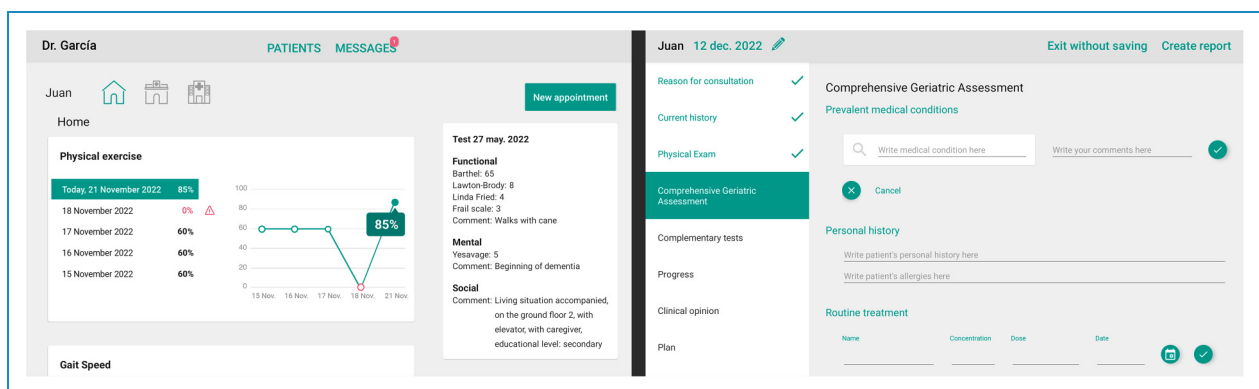 Dr. García
PATIENTS MESSAGES 1
Juan
New appointment
Home
Physical exercise
Today, 21 November 2022 85%
18 November 2022 0%
17 November 2022 60%
16 November 2022 60%
15 November 2022 60%
100
80
60
40
20
0
85%
15 Nov. 16 Nov. 17 Nov. 18 Nov. 21 Nov.
Gait Speed
Test 27 may. 2022
Functional
Barthel: 65
Lawton-Brody: 8
Linda Fried: 4
Frail scale: 3
Comment: Walks with cane
Mental
Yesavage: 5
Comment: Beginning of dementia
Social
Comment: Living situation accompanied,
on the ground floor 2, with
elevator, with caregiver,
educational level: secondary
Juan 12 dec. 2022
Exit without saving Create report
Reason for consultation
Current history
Physical Exam
Comprehensive Geriatric
Assessment
Complementary tests
Progress
Clinical opinion
Plan
Comprehensive Geriatric Assessment
Prevalent medical conditions
Write medical condition here
Write your comments here
Cancel
Personal history
Write patient's personal history here
Write patient's allergies here
Routine treatment
Name Concentration Dose Date